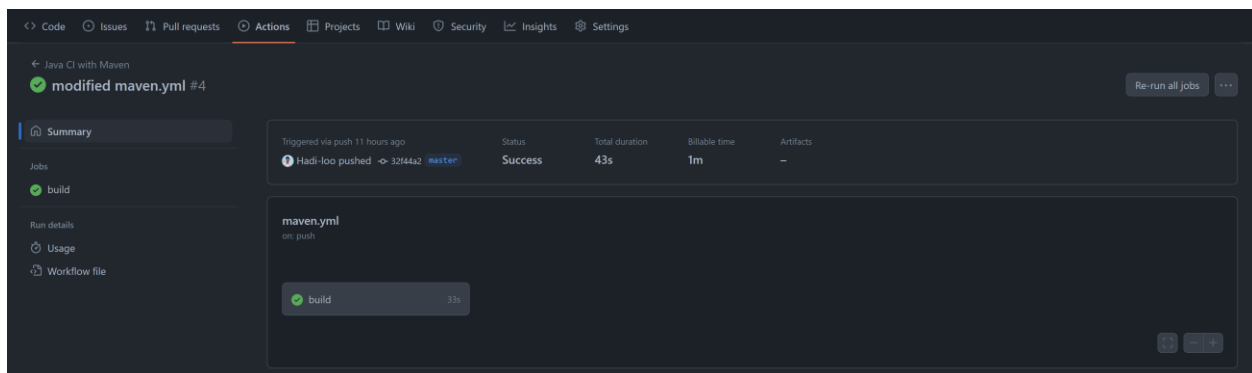 Code Issues Pull requests Actions Projects Wiki Security Insights Settings
Java CI with Maven
modified maven.yml #4
Re-run all jobs
Summary
Jobs
build
Run details
Usage
Workflow file
Triggered via push 11 hours ago
Hadi-loo pushed 32f44a2 master
Status
Success
Total duration
43s
Billable time
1m
Artifacts
–
maven.yml
on: push
build 33s